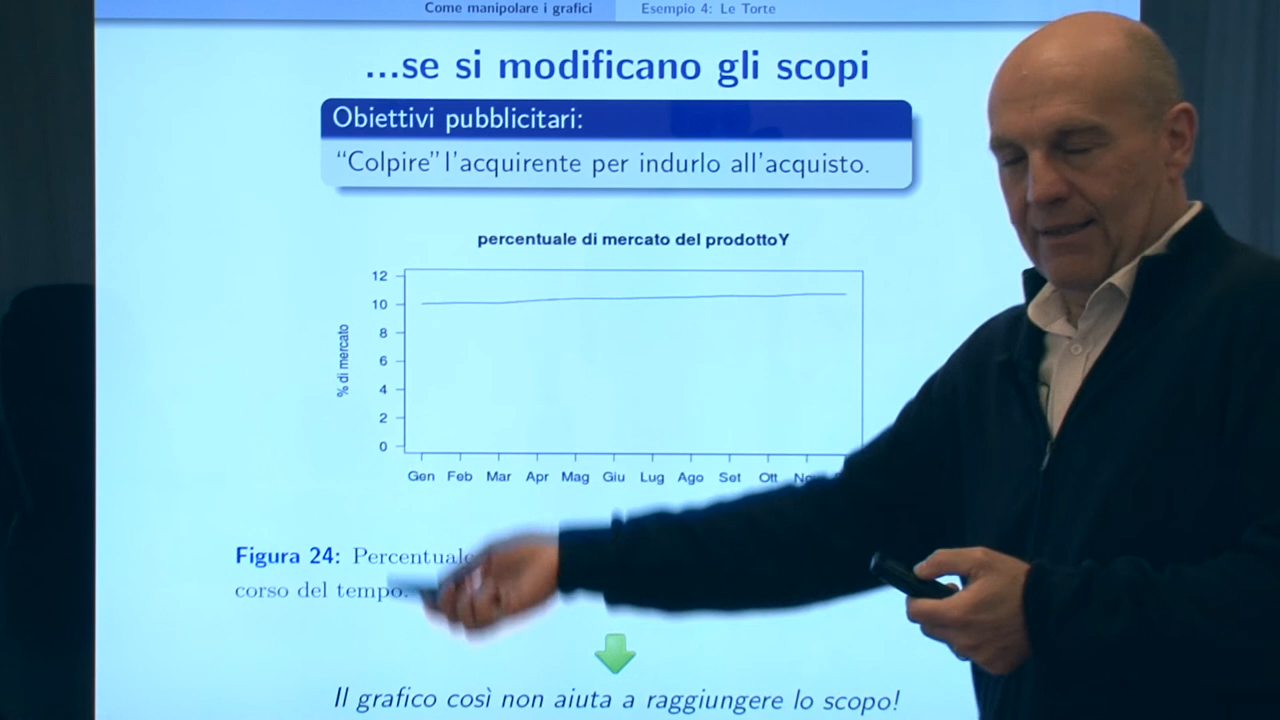 Come manipolare i grafici Esempio 4: Le Torte
...se si modificano gli scopi
Obiettivi pubblicitari:
“Colpire” l'acquirente per indurlo all'acquisto.
percentuale di mercato del prodottoY
% di mercato
12
10
8
6
4
2
0
Gen Feb Mar Apr Mag Giu Lug Ago Set Ott
Figura 24: Percentuale
corso del tempo.
Il grafico così non aiuta a raggiungere lo scopo!